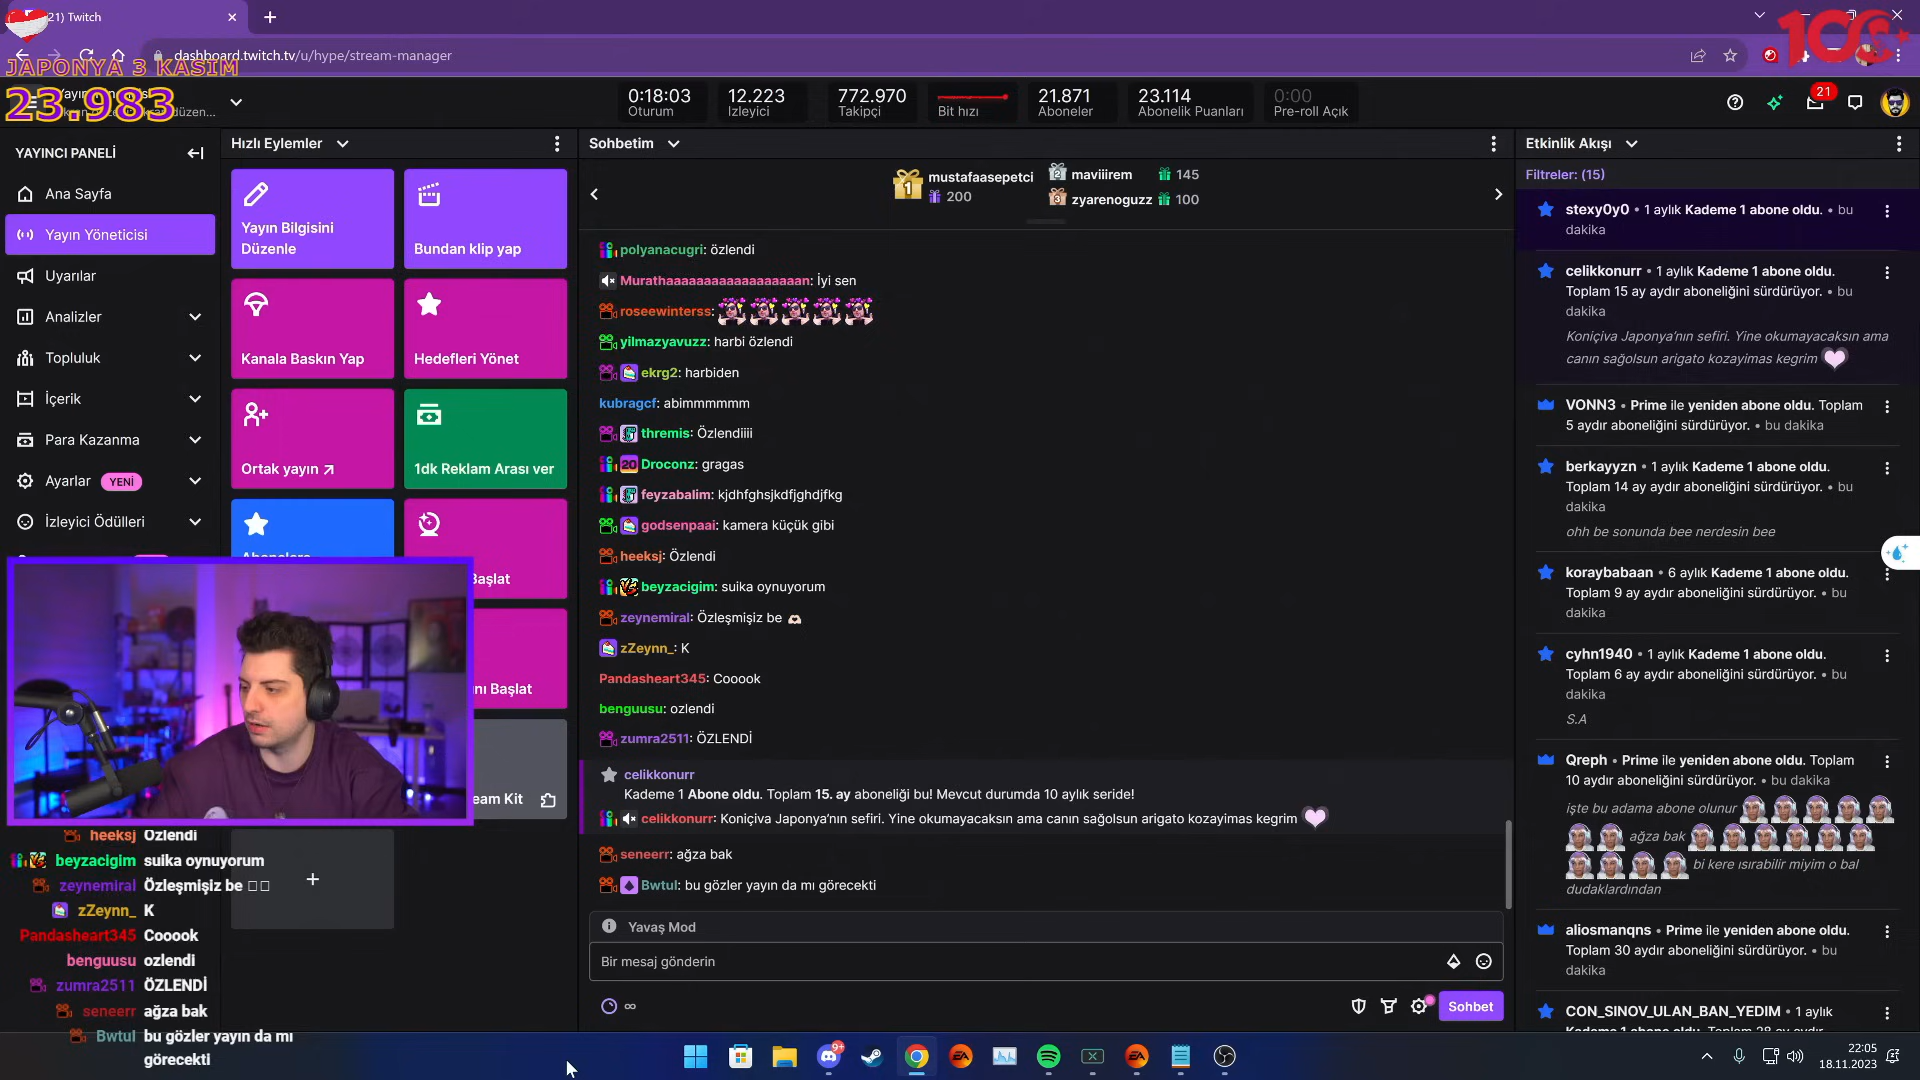 21) Twitch
dashboard.twitch.tv/u/hype/stream-manager
100
JAPONYA 3 KASIM
23.983
0:18:03
Oturum
12.223
İzleyici
772.970
Takipçi
Bit hızı
21.871
Aboneler
23.114
Abonelik Puanları
0:00
Pre-roll Açık
21
YAYINCI PANELİ
Ana Sayfa
Yayın Yöneticisi
Uyarılar
Analizler
Topluluk
İçerik
Para Kazanma
Ayarlar YENİ
İzleyici Ödülleri
Hızlı Eylemler
Yayın Bilgisini
Düzenle
Bundan klip yap
Kanala Baskın Yap
Hedefleri Yönet
Ortak yayın
1dk Reklam Arası ver
Başlat
nı Başlat
eam Kit
heeksj Özlendi
beyzacigim suika oynuyorum
zeynemiral Özleşmişiz be
zZeynn_ K
Pandasheart345 Cooook
benguusu ozlendi
zumra2511 ÖZLENDİ
seneerr ağza bak
Bwtul bu gözler yayın da mı
görecekti
Sohbetim
1 mustafaasepetci
200
2 maviiirem 145
3 zyarenoguzz 100
polyanacugri: özlendi
Murathaaaaaaaaaaaaaaaaaaan: İyi sen
roseewinterss:
yilmazyavuzz: harbi özlendi
ekrg2: harbiden
kubragcf: abimmmmmm
thremis: Özlendiiii
20 Droconz: gragas
feyzabalim: kjdhfghsjkdfjghdjfkg
godsenpaai: kamera küçük gibi
heeksj: Özlendi
beyzacigim: suika oynuyorum
zeynemiral: Özleşmişiz be
zZeynn_: K
Pandasheart345: Cooook
benguusu: ozlendi
zumra2511: ÖZLENDİ
celikkonurr
Kademe 1 Abone oldu. Toplam 15. ay aboneliği bu! Mevcut durumda 10 aylık seride!
celikkonurr: Koniçiva Japonya'nın sefiri. Yine okumayacaksın ama canın sağolsun arigato kozayimas kegrim
seneerr: ağza bak
Bwtul: bu gözler yayın da mı görecekti
Yavaş Mod
Bir mesaj gönderin
∞
Sohbet
Etkinlik Akışı
Filtreler: (15)
stexy0y0 • 1 aylık Kademe 1 abone oldu. • bu
dakika
celikkonurr • 1 aylık Kademe 1 abone oldu.
Toplam 15 ay aydır aboneliğini sürdürüyor. • bu
dakika
Koniçiva Japonya'nın sefiri. Yine okumayacaksın ama
canın sağolsun arigato kozayimas kegrim
VONN3 • Prime ile yeniden abone oldu. Toplam
5 aydır aboneliğini sürdürüyor. • bu dakika
berkayyzn • 1 aylık Kademe 1 abone oldu.
Toplam 14 ay aydır aboneliğini sürdürüyor. • bu
dakika
ohh be sonunda bee nerdesin bee
koraybabaan • 6 aylık Kademe 1 abone oldu.
Toplam 9 ay aydır aboneliğini sürdürüyor. • bu
dakika
cyhn1940 • 1 aylık Kademe 1 abone oldu.
Toplam 6 ay aydır aboneliğini sürdürüyor. • bu
dakika
S.A
Qreph • Prime ile yeniden abone oldu. Toplam
10 aydır aboneliğini sürdürüyor. • bu dakika
işte bu adama abone olunur
ağza bak
bi kere ısırabilir miyim o bal
dudaklardından
aliosmanqns • Prime ile yeniden abone oldu.
Toplam 30 ay aydır aboneliğini sürdürüyor. • bu
dakika
CON_SINOV_ULAN_BAN_YEDIM • 1 aylık
9+
22:05
18.11.2023